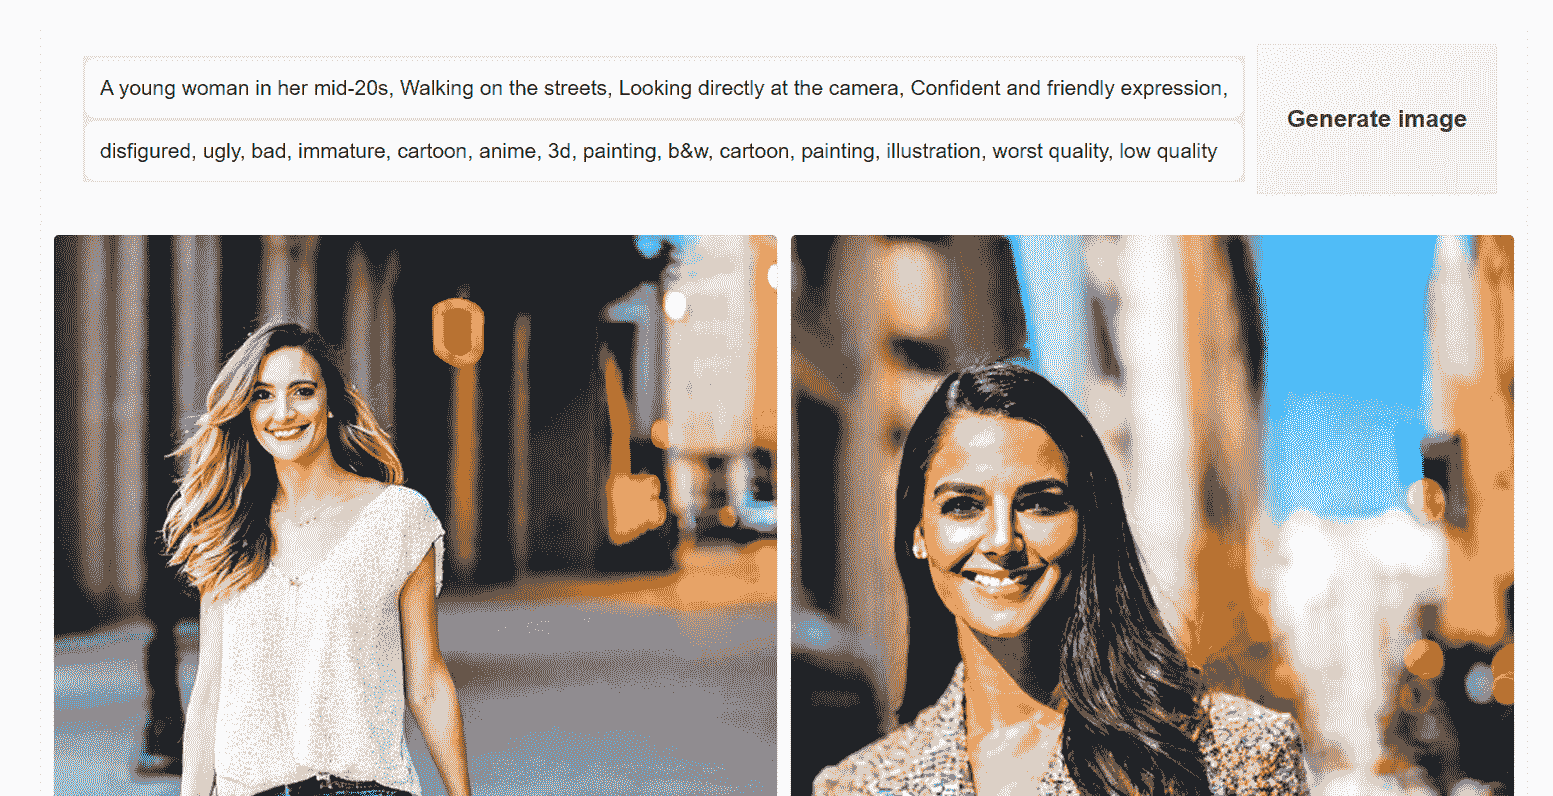 A young woman in her mid-20s, Walking on the streets, Looking directly at the camera, Confident and friendly expression,
disfigured, ugly, bad, immature, cartoon, anime, 3d, painting, b&w, cartoon, painting, illustration, worst quality, low quality
Generate image